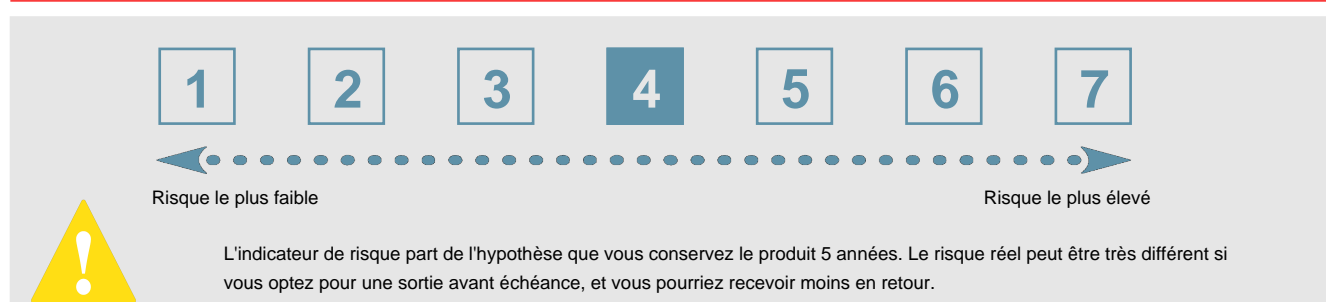 1 2 3 4 5 6 7
Risque le plus faible Risque le plus élevé
!
L'indicateur de risque part de l'hypothèse que vous conservez le produit 5 années. Le risque réel peut être très différent si
vous optez pour une sortie avant échéance, et vous pourriez recevoir moins en retour.